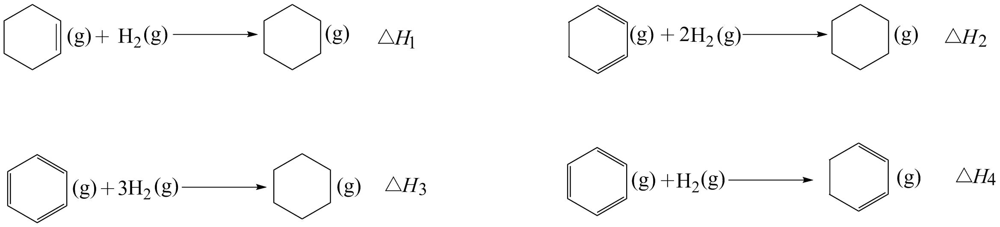 (g) + H₂(g) ⟶ (g) △H₁
(g) + 2H₂(g) ⟶ (g) △H₂
(g) + 3H₂(g) ⟶ (g) △H₃
(g) + H₂(g) ⟶ (g) △H₄